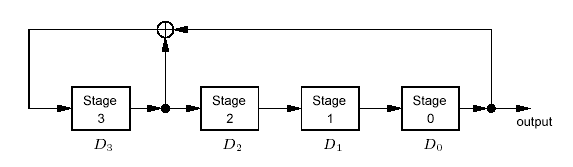 Stage
3
Stage
2
Stage
1
Stage
0
output
D₃
D₂
D₁
D₀